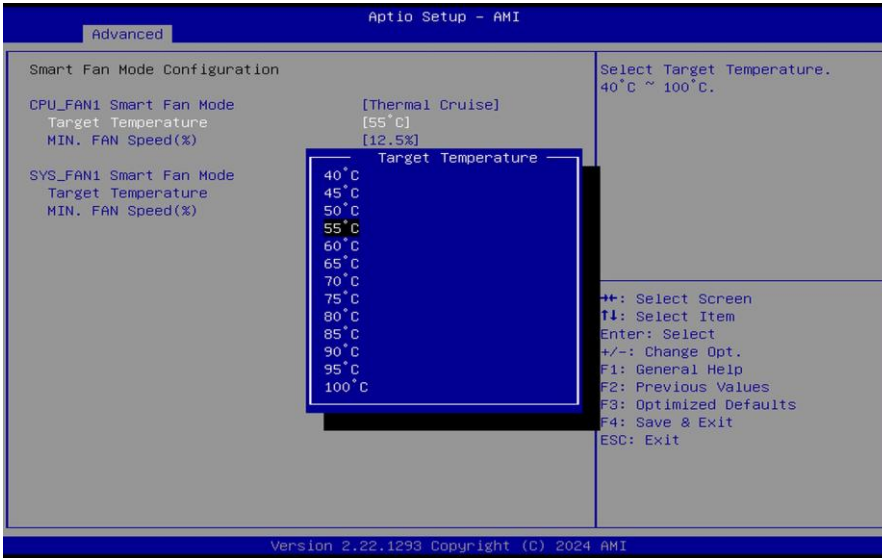 Aptio Setup – AMI
Advanced
Smart Fan Mode Configuration
CPU_FAN1 Smart Fan Mode [Thermal Cruise]
Target Temperature [55°C]
MIN. FAN Speed(%) [12.5%]
SYS_FAN1 Smart Fan Mode
Target Temperature
MIN. FAN Speed(%)
Target Temperature
40°C
45°C
50°C
55°C
60°C
65°C
70°C
75°C
80°C
85°C
90°C
95°C
100°C
Select Target Temperature.
40°C ~ 100°C.
→←: Select Screen
↑↓: Select Item
Enter: Select
+/-: Change Opt.
F1: General Help
F2: Previous Values
F3: Optimized Defaults
F4: Save & Exit
ESC: Exit
Version 2.22.1293 Copyright (C) 2024 AMI